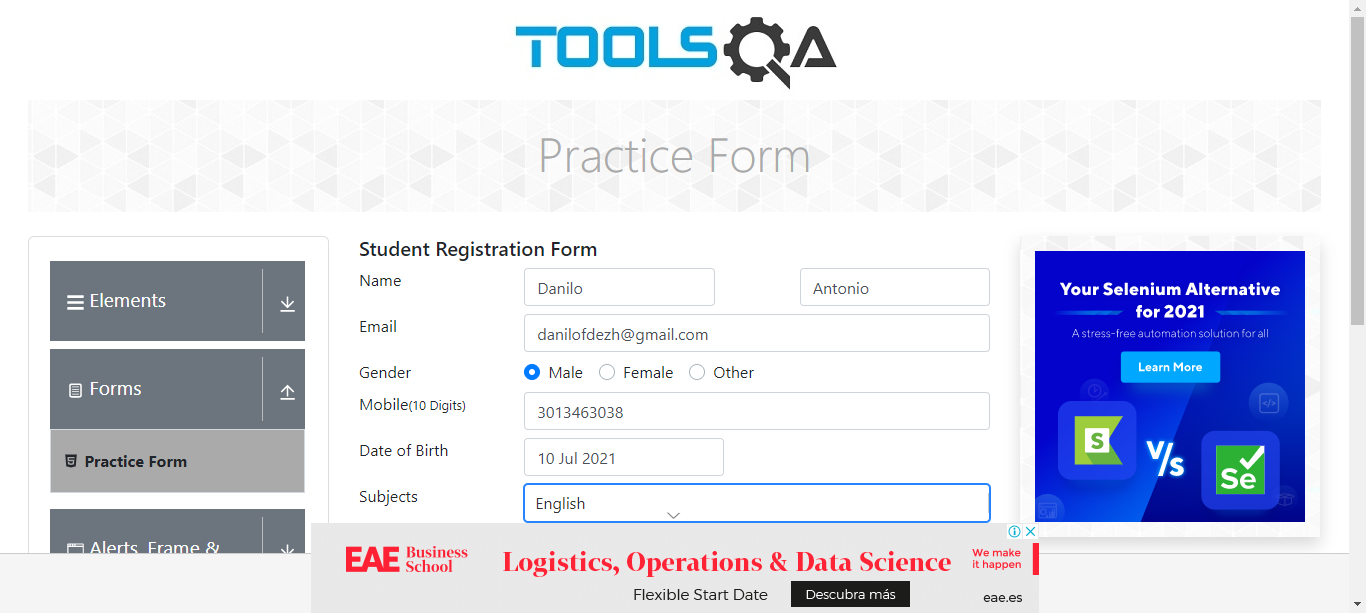 TOOLSQA
Practice Form
Elements
Forms
Practice Form
Alerts, Frame &
Student Registration Form
Name
Danilo
Antonio
Email
danilofdezh@gmail.com
Gender
Male
Female
Other
Mobile(10 Digits)
3013463038
Date of Birth
10 Jul 2021
Subjects
English
Your Selenium Alternative
for 2021
A stress-free automation solution for all
Learn More
S
V/s
Se
EAE Business
School
Logistics, Operations & Data Science
Flexible Start Date
Descubra más
We make
it happen
eae.es